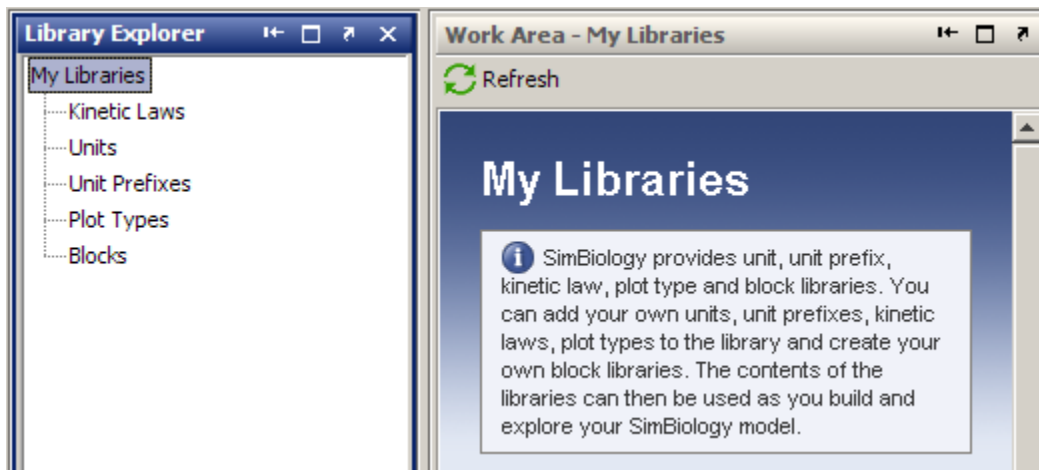 Library Explorer
My Libraries
Kinetic Laws
Units
Unit Prefixes
Plot Types
Blocks
Work Area - My Libraries
Refresh
My Libraries
SimBiology provides unit, unit prefix,
kinetic law, plot type and block libraries. You
can add your own units, unit prefixes, kinetic
laws, plot types to the library and create your
own block libraries. The contents of the
libraries can then be used as you build and
explore your SimBiology model.